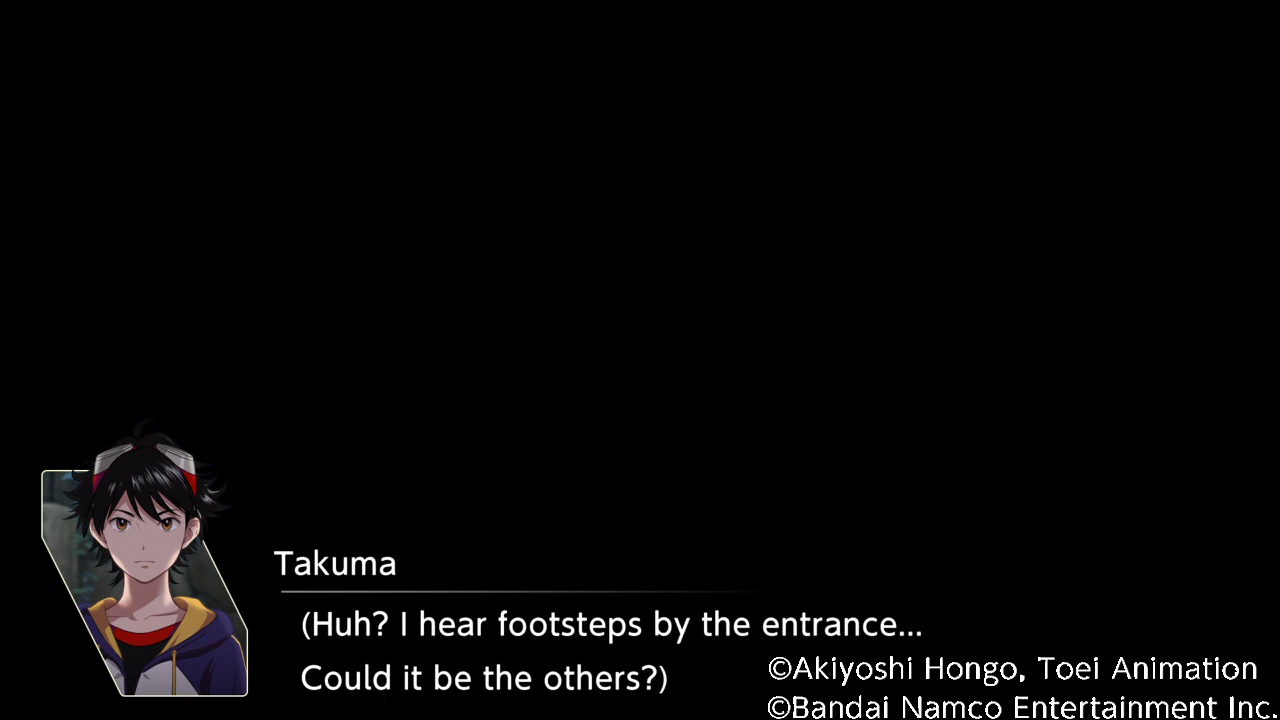 Takuma
(Huh? I hear footsteps by the entrance...
Could it be the others?)
©Akiyoshi Hongo, Toei Animation
©Bandai Namco Entertainment Inc.